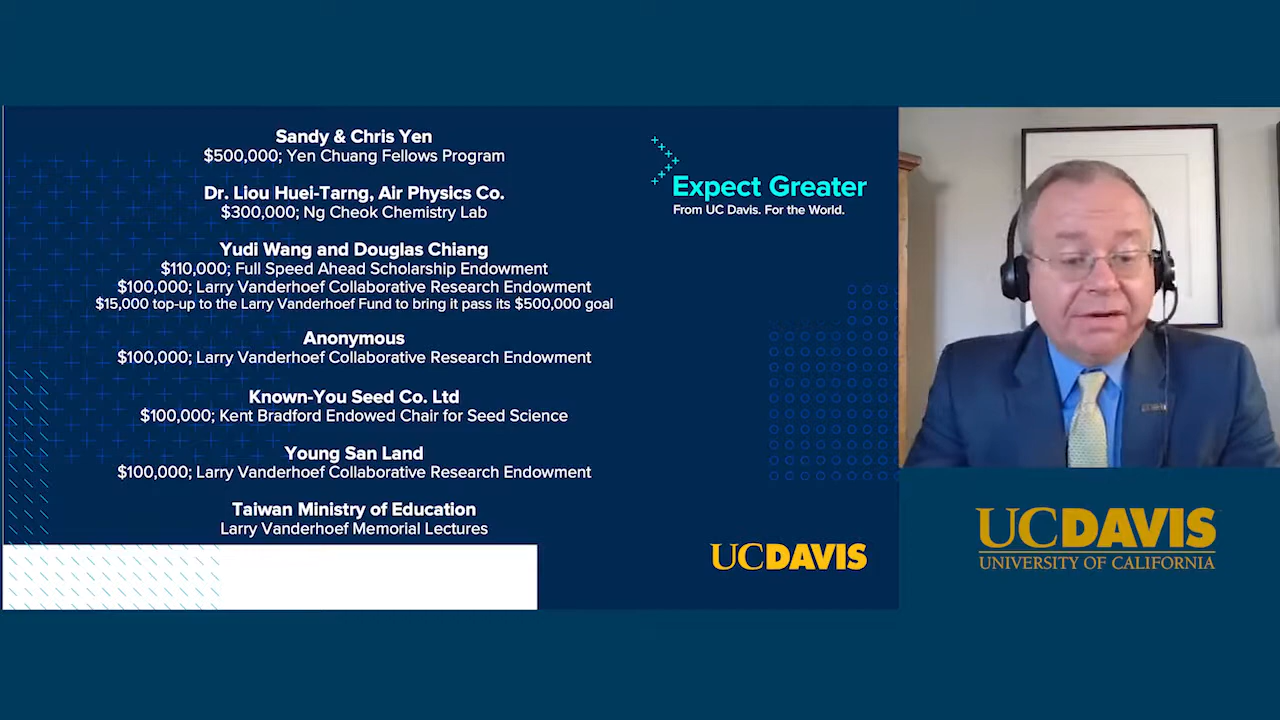 Sandy & Chris Yen
$500,000; Yen Chuang Fellows Program
Dr. Liou Huei-Tarng, Air Physics Co.
$300,000; Ng Cheok Chemistry Lab
Yudi Wang and Douglas Chiang
$110,000; Full Speed Ahead Scholarship Endowment
$100,000; Larry Vanderhoef Collaborative Research Endowment
$15,000 top-up to the Larry Vanderhoef Fund to bring it pass its $500,000 goal
Anonymous
$100,000; Larry Vanderhoef Collaborative Research Endowment
Known-You Seed Co. Ltd
$100,000; Kent Bradford Endowed Chair for Seed Science
Young San Land
$100,000; Larry Vanderhoef Collaborative Research Endowment
Taiwan Ministry of Education
Larry Vanderhoef Memorial Lectures
Expect Greater
From UC Davis. For the World.
UCDAVIS
UCDAVIS
UNIVERSITY OF CALIFORNIA